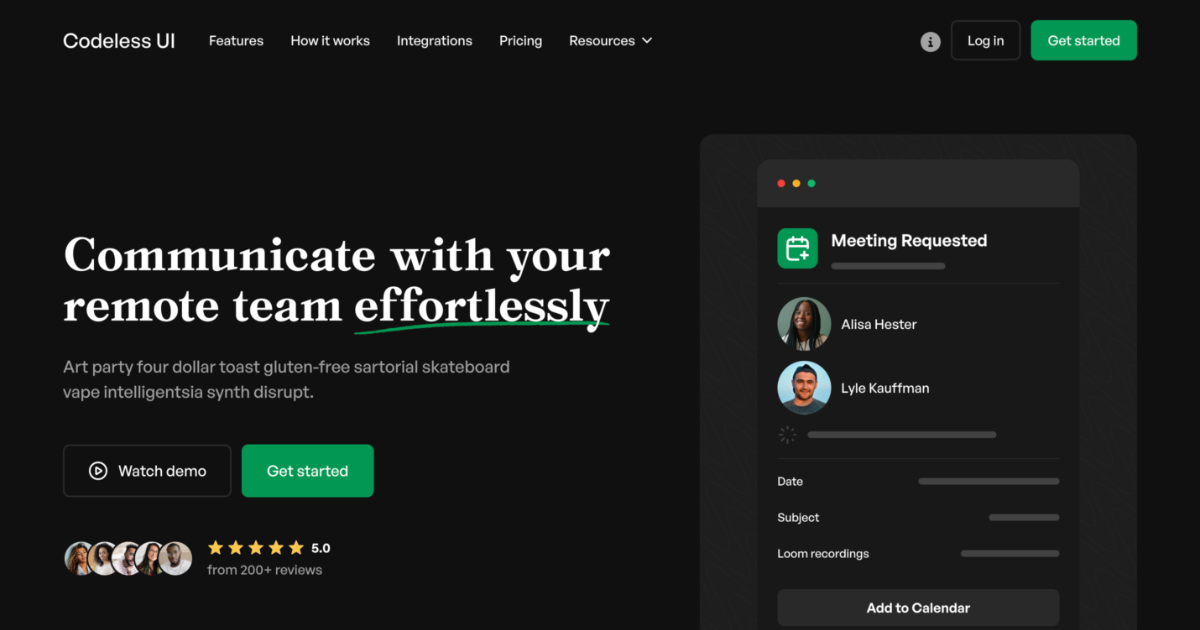 Codeless UI
Features
How it works
Integrations
Pricing
Resources
i
Log in
Get started
Communicate with your
remote team effortlessly
Art party four dollar toast gluten-free sartorial skateboard
vape intelligentsia synth disrupt.
Watch demo
Get started
5.0
from 200+ reviews
Meeting Requested
Alisa Hester
Lyle Kauffman
Date
Subject
Loom recordings
Add to Calendar